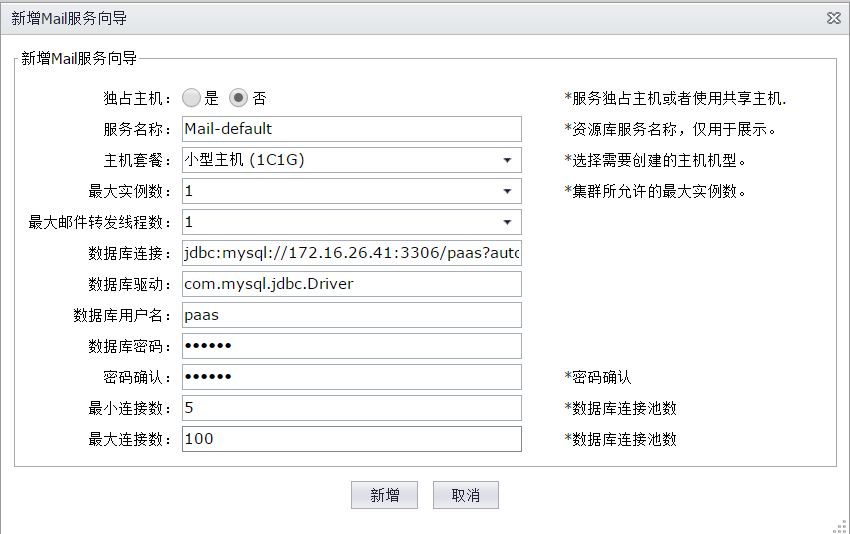 新增Mail服务向导
新增Mail服务向导
独占主机： 是 否 *服务独占主机或者使用共享主机.
服务名称： Mail-default *资源库服务名称，仅用于展示。
主机套餐： 小型主机 (1C1G) *选择需要创建的主机机型。
最大实例数： 1 *集群所允许的最大实例数。
最大邮件转发线程数： 1
数据库连接： jdbc:mysql://172.16.26.41:3306/paas?auto
数据库驱动： com.mysql.jdbc.Driver
数据库用户名： paas
数据库密码： ••••••
密码确认： •••••• *密码确认
最小连接数： 5 *数据库连接池数
最大连接数： 100 *数据库连接池数
新增 取消